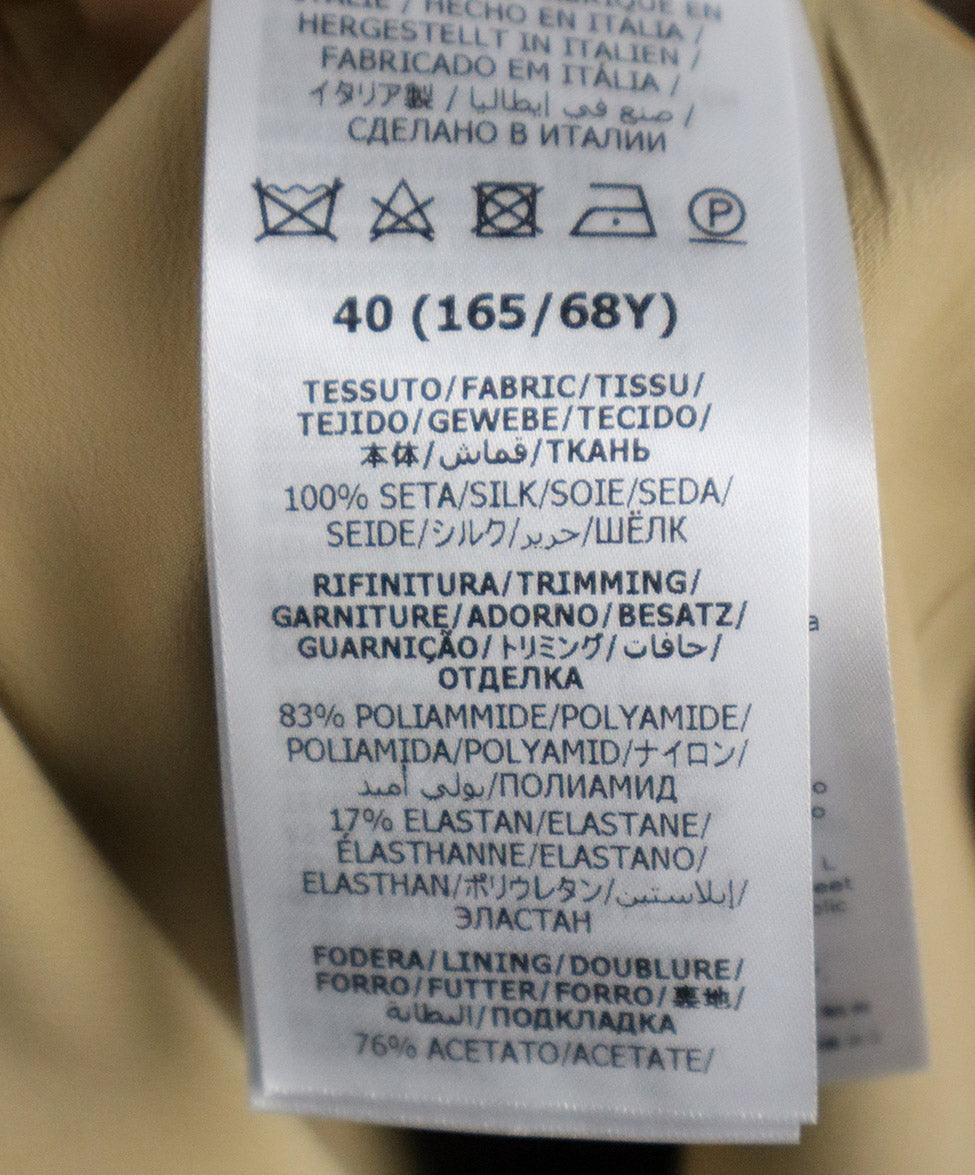 HECHO EN ITALIA /
HERGESTELLT IN ITALIEN /
FABRICADO EM ITÁLIA /
イタリア製 / صنع في إيطاليا /
СДЕЛАНО В ИТАЛИИ
P
40 (165/68Y)
TESSUTO/FABRIC/TISSU/
TEJIDO/GEWEBE/TECIDO/
本体/قماش/ТКАНЬ
100% SETA/SILK/SOIE/SEDA/
SEIDE/シルク/حرير/ШЁЛК
RIFINITURA/TRIMMING/
GARNITURE/ADORNO/BESATZ/
GUARNIÇÃO/トリミング/حافات/
ОТДЕЛКА
83% POLIAMMIDE/POLYAMIDE/
POLIAMIDA/POLYAMID/ナイロン/
بولي أميد/ПОЛИАМИД
17% ELASTAN/ELASTANE/
ÉLASTHANNE/ELASTANO/
ELASTHAN/ポリウレタン/إيلاستين/
ЭЛАСТАН
FODERA/LINING/DOUBLURE/
FORRO/FUTTER/FORRO/裏地/
البطانة/ПОДКЛАДКА
76% ACETATO/ACETATE/